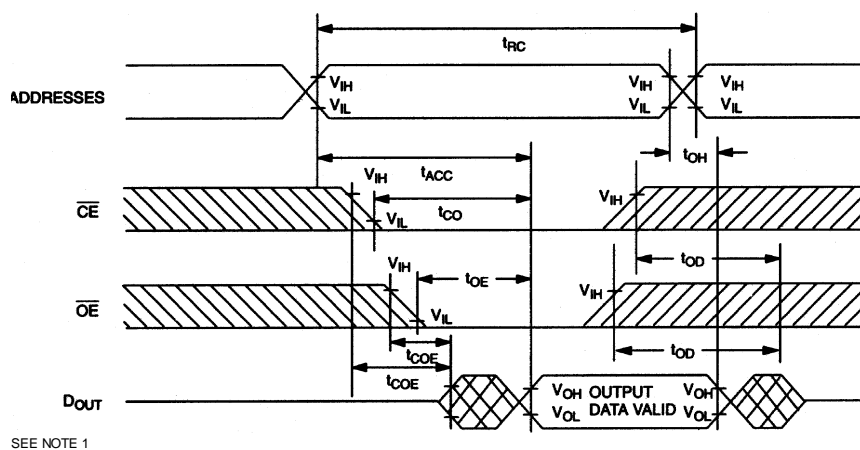 tRC
ADDRESSES
VIH VIH VIH
VIL VIL VIL
tOH
tACC
VIH
CE
VIH
tCO
VIL
VIH
tOE
tOD
OE
VIH
VIL
tCOE
tOD
tCOE
DOUT
VOH OUTPUT VOH
VOL DATA VALID VOL
SEE NOTE 1